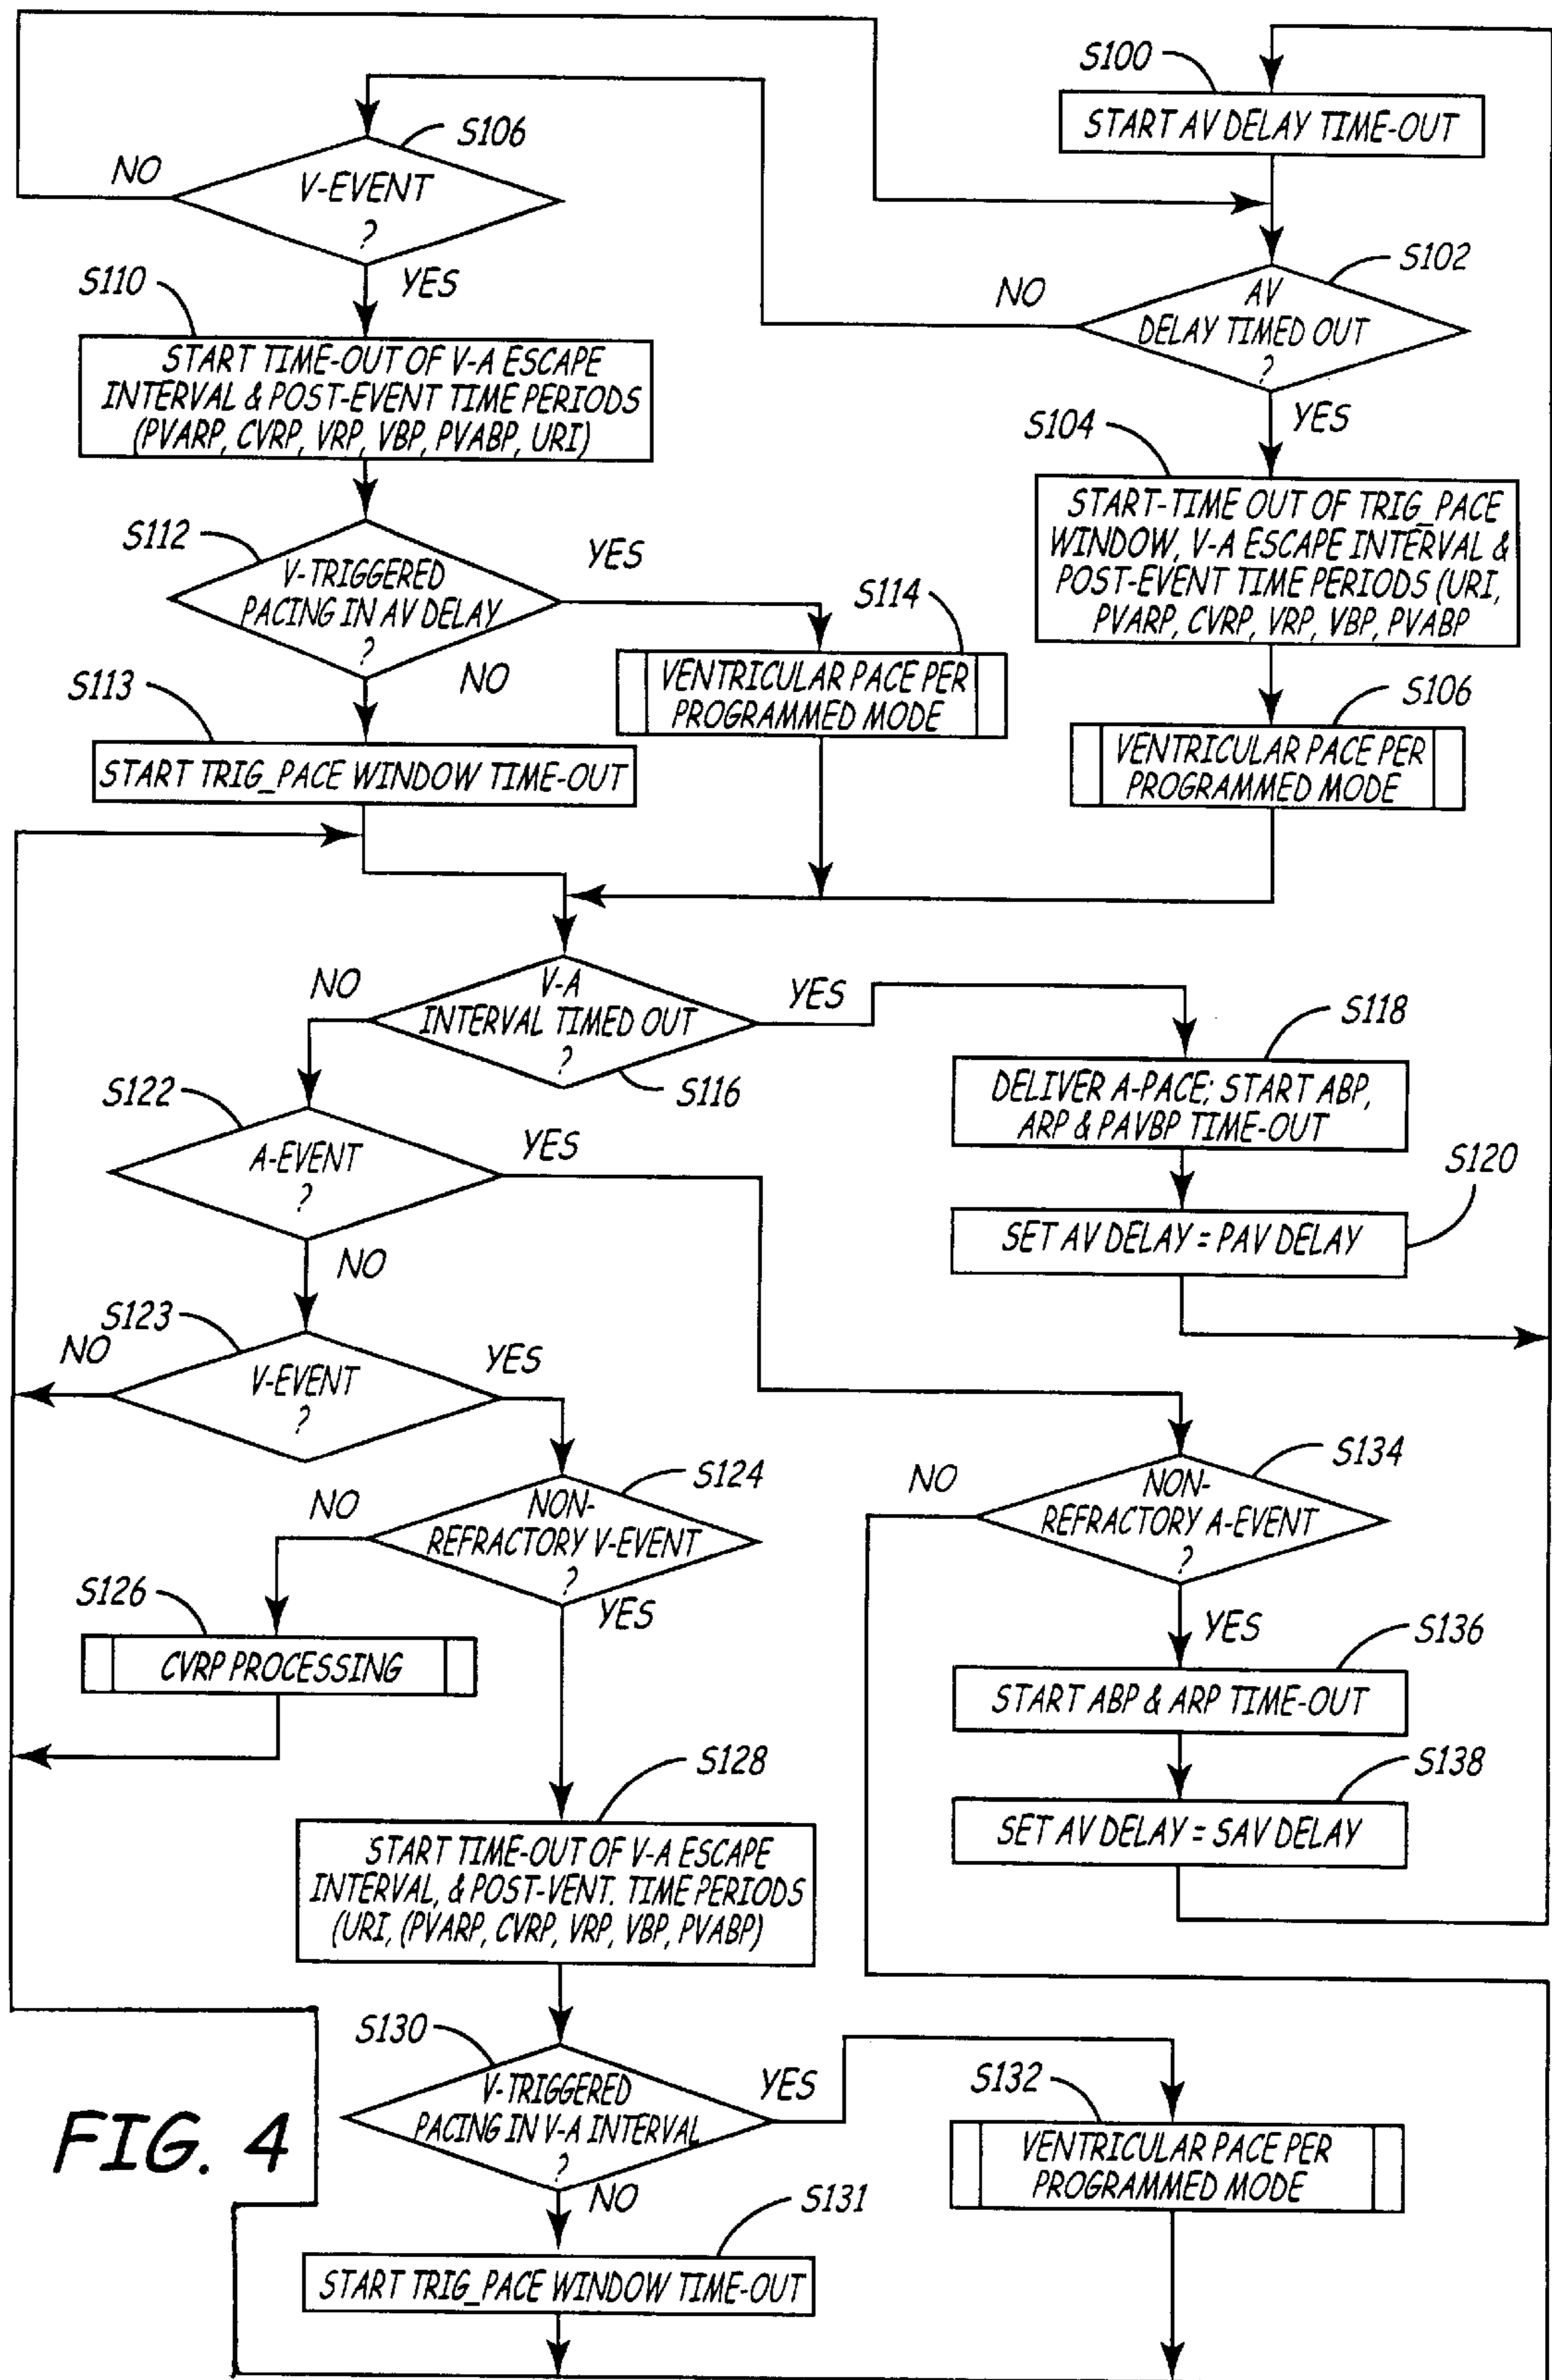 S100
START AV DELAY TIME-OUT
S106
NO
V-EVENT
?
YES
S102
NO
AV
DELAY TIMED OUT
?
YES
S110
START TIME-OUT OF V-A ESCAPE
INTERVAL & POST-EVENT TIME PERIODS
(PVARP, CVRP, VRP, VBP, PVABP, URI)
S104
START-TIME OUT OF TRIG_PACE
WINDOW, V-A ESCAPE INTERVAL &
POST-EVENT TIME PERIODS (URI,
PVARP, CVRP, VRP, VBP, PVABP
S112
V-TRIGGERED
PACING IN AV DELAY
?
YES
NO
S114
VENTRICULAR PACE PER
PROGRAMMED MODE
S106
VENTRICULAR PACE PER
PROGRAMMED MODE
S113
START TRIG_PACE WINDOW TIME-OUT
NO
V-A
INTERVAL TIMED OUT
?
YES
S116
S118
DELIVER A-PACE; START ABP,
ARP & PAVBP TIME-OUT
S120
SET AV DELAY = PAV DELAY
S122
A-EVENT
?
YES
NO
S123
NO
V-EVENT
?
YES
S124
NO
NON-
REFRACTORY V-EVENT
?
YES
S134
NO
NON-
REFRACTORY A-EVENT
?
YES
S126
CVRP PROCESSING
S136
START ABP & ARP TIME-OUT
S138
SET AV DELAY = SAV DELAY
S128
START TIME-OUT OF V-A ESCAPE
INTERVAL, & POST-VENT. TIME PERIODS
(URI, (PVARP, CVRP, VRP, VBP, PVABP)
S130
V-TRIGGERED
PACING IN V-A INTERVAL
?
YES
NO
S132
VENTRICULAR PACE PER
PROGRAMMED MODE
S131
START TRIG_PACE WINDOW TIME-OUT
FIG. 4